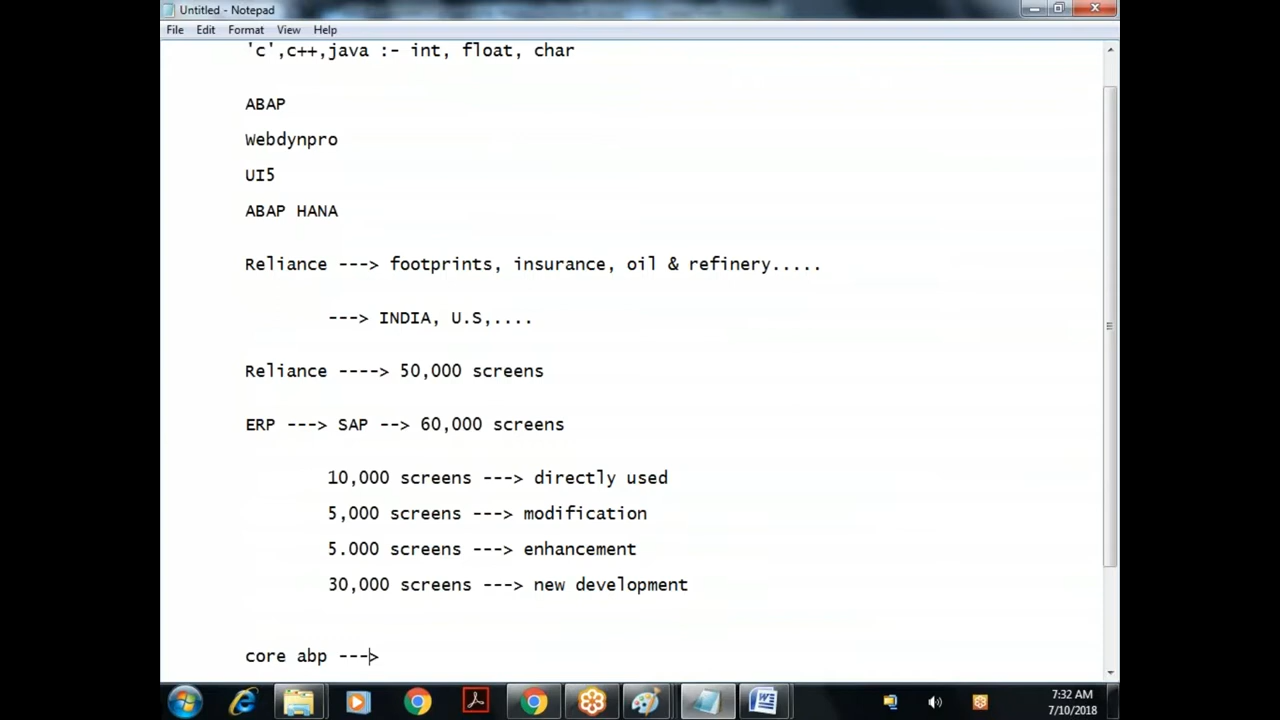 Untitled - Notepad
File Edit Format View Help
'c',c++,java :- int, float, char
ABAP
Webdynpro
UI5
ABAP HANA
Reliance ---> footprints, insurance, oil & refinery.....
---> INDIA, U.S,....
Reliance ----> 50,000 screens
ERP ---> SAP --> 60,000 screens
10,000 screens ---> directly used
5,000 screens ---> modification
5.000 screens ---> enhancement
30,000 screens ---> new development
core abp --->
7:32 AM
7/10/2018